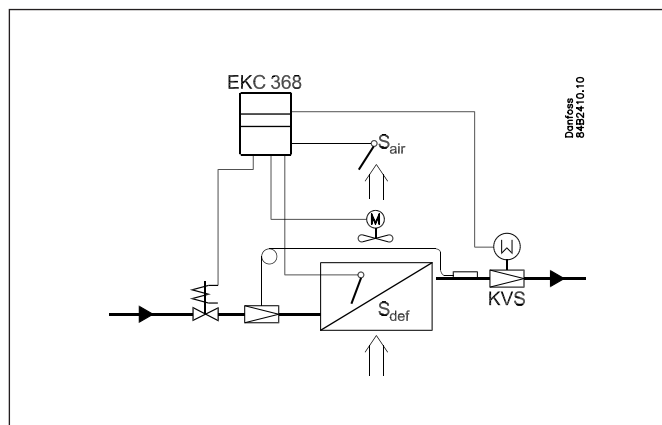 EKC 368
Danfoss
84B2410.10
Sair
M
M
KVS
Sdef